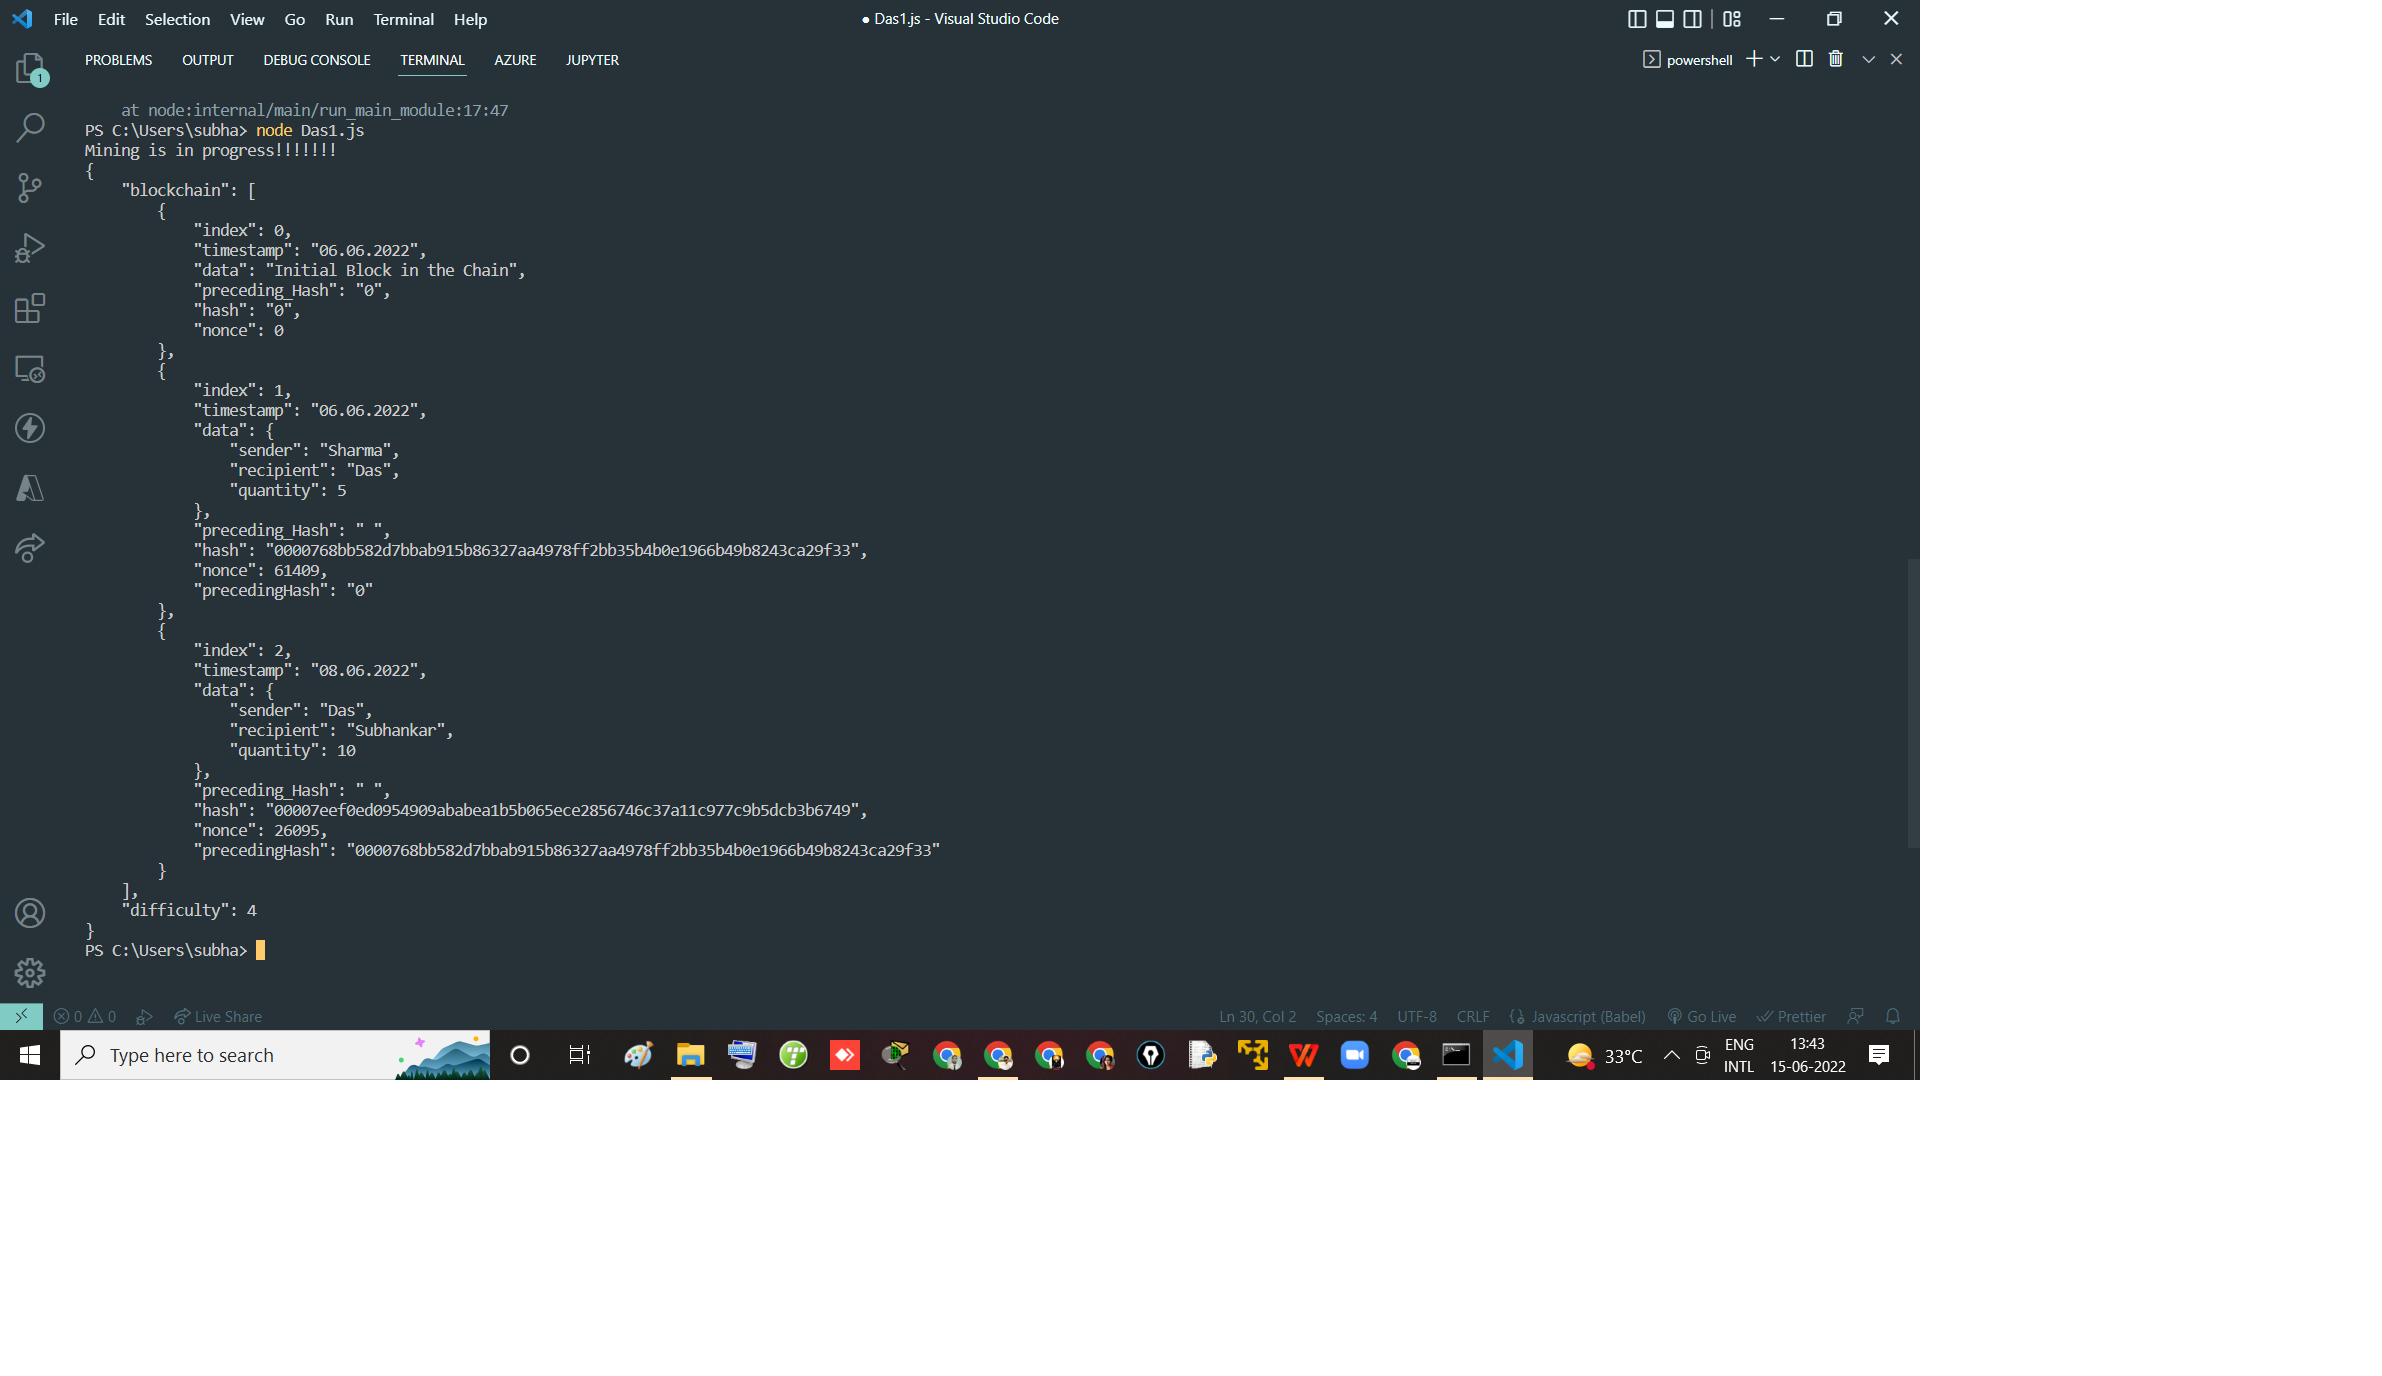 File Edit Selection View Go Run Terminal Help
● Das1.js - Visual Studio Code
PROBLEMS OUTPUT DEBUG CONSOLE TERMINAL AZURE JUPYTER
powershell
1
    at node:internal/main/run_main_module:17:47
PS C:\Users\subha> node Das1.js
Mining is in progress!!!!!!!
{
    "blockchain": [
        {
            "index": 0,
            "timestamp": "06.06.2022",
            "data": "Initial Block in the Chain",
            "preceding_Hash": "0",
            "hash": "0",
            "nonce": 0
        },
        {
            "index": 1,
            "timestamp": "06.06.2022",
            "data": {
                "sender": "Sharma",
                "recipient": "Das",
                "quantity": 5
            },
            "preceding_Hash": " ",
            "hash": "0000768bb582d7bbab915b86327aa4978ff2bb35b4b0e1966b49b8243ca29f33",
            "nonce": 61409,
            "precedingHash": "0"
        },
        {
            "index": 2,
            "timestamp": "08.06.2022",
            "data": {
                "sender": "Das",
                "recipient": "Subhankar",
                "quantity": 10
            },
            "preceding_Hash": " ",
            "hash": "00007eef0ed0954909ababea1b5b065ece2856746c37a11c977c9b5dcb3b6749",
            "nonce": 26095,
            "precedingHash": "0000768bb582d7bbab915b86327aa4978ff2bb35b4b0e1966b49b8243ca29f33"
        }
    ],
    "difficulty": 4
}
PS C:\Users\subha>
0 0 Live Share
Ln 30, Col 2 Spaces: 4 UTF-8 CRLF Javascript (Babel) Go Live Prettier
Type here to search
33°C
ENG
INTL
13:43
15-06-2022